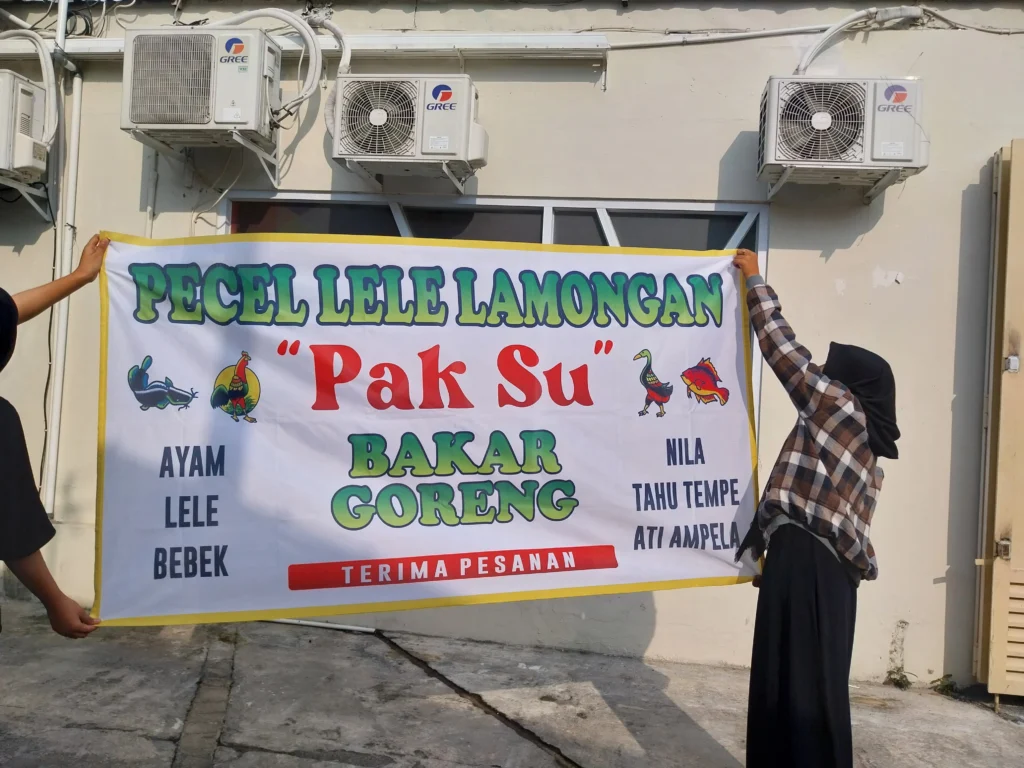 GREE
GREE
GREE
PECEL LELE LAMONGAN
"Pak Su"
BAKAR
GORENG
AYAM
LELE
BEBEK
NILA
TAHU TEMPE
ATI AMPELA
TERIMA PESANAN